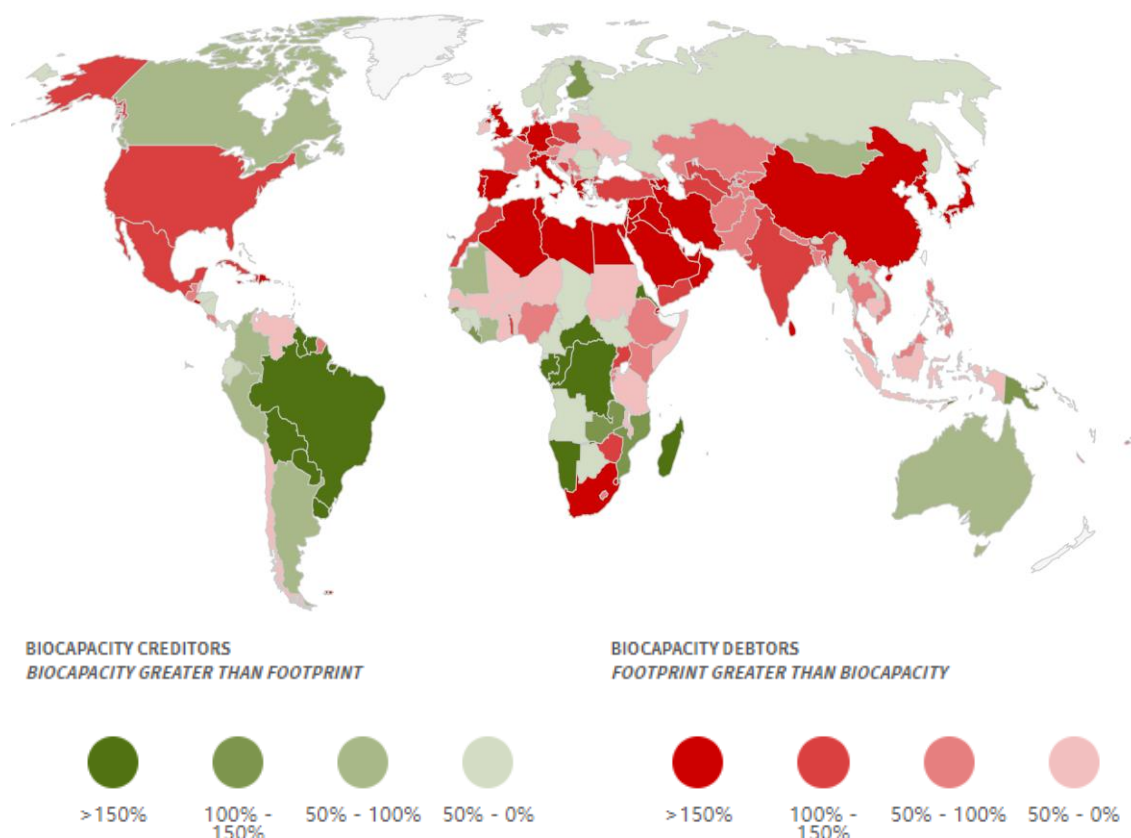 BIOCAPACITY CREDITORS
BIOCAPACITY GREATER THAN FOOTPRINT
>150%
100% -
150%
50% - 100%
50% - 0%
BIOCAPACITY DEBTORS
FOOTPRINT GREATER THAN BIOCAPACITY
>150%
100% -
150%
50% - 100%
50% - 0%